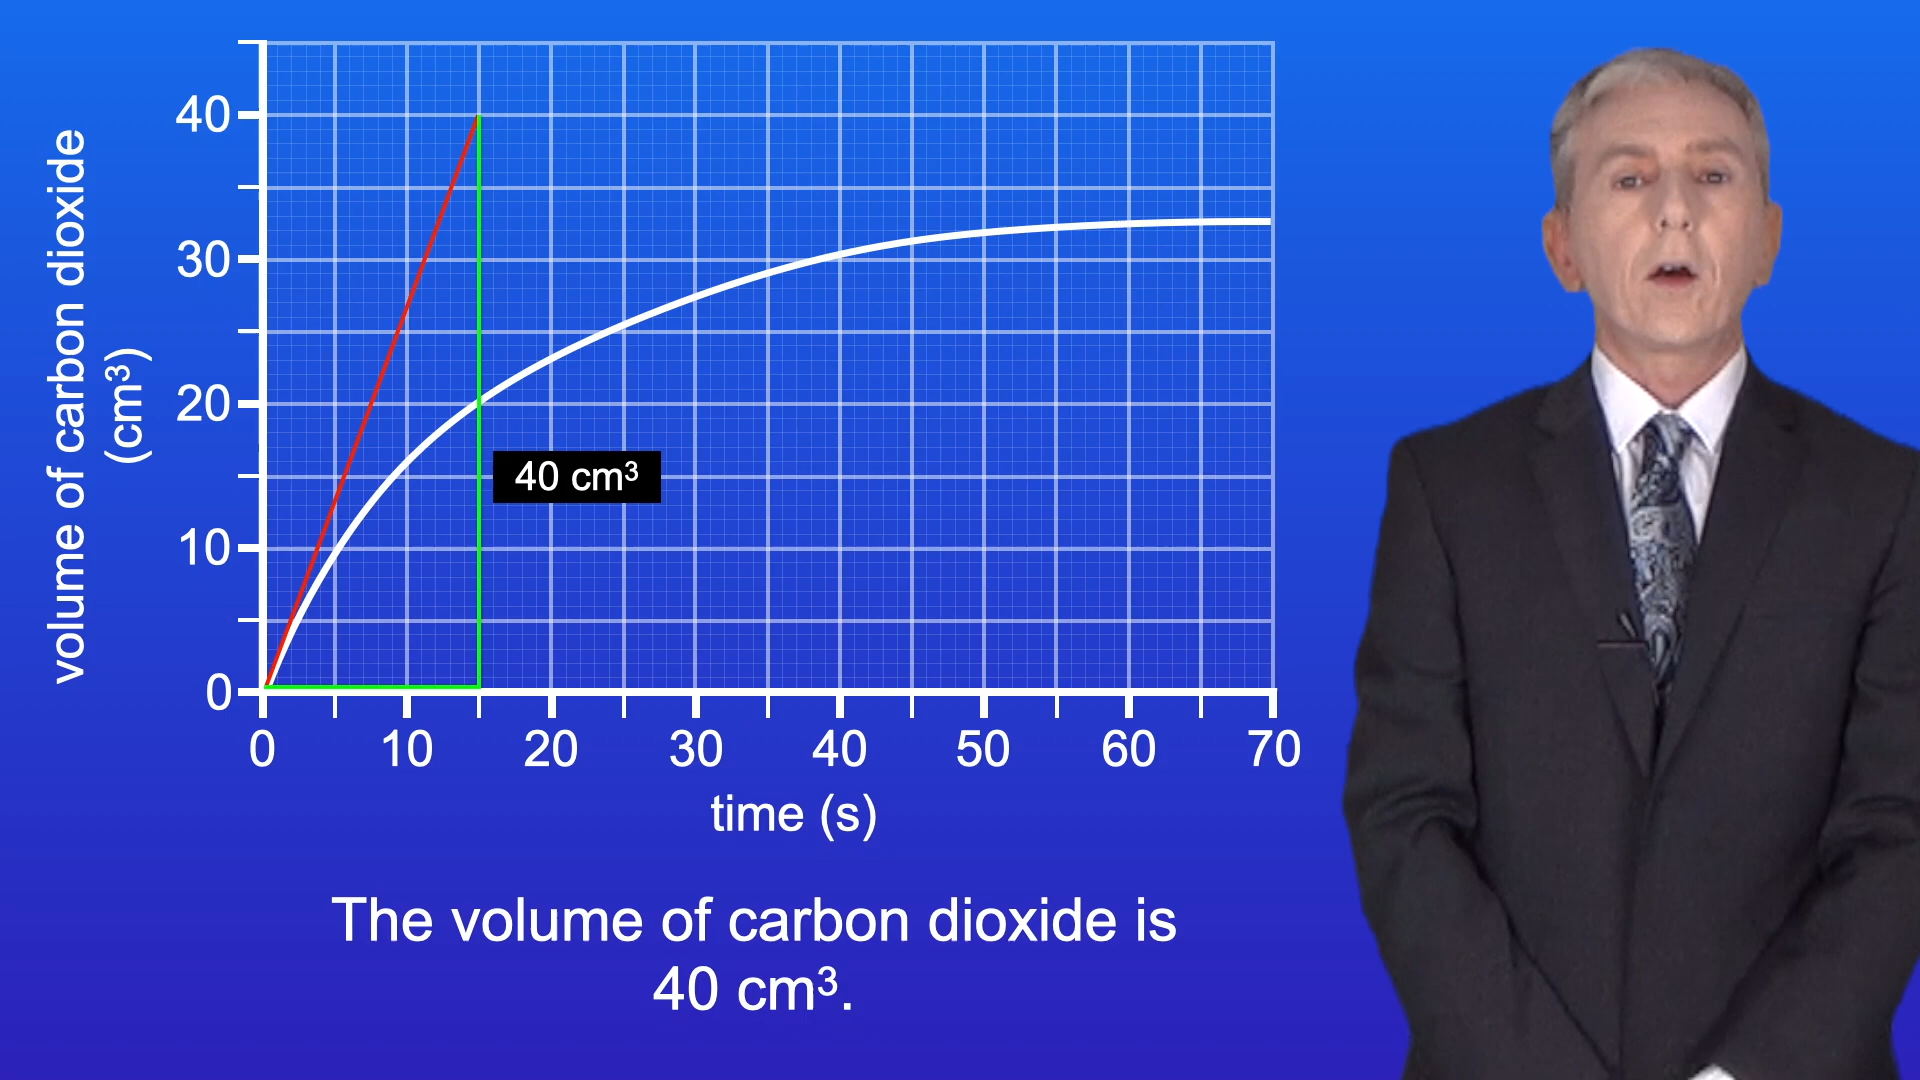 volume of carbon dioxide
(cm³)
40
30
20
10
0
40 cm³
0 10 20 30 40 50 60 70
time (s)
The volume of carbon dioxide is
40 cm³.